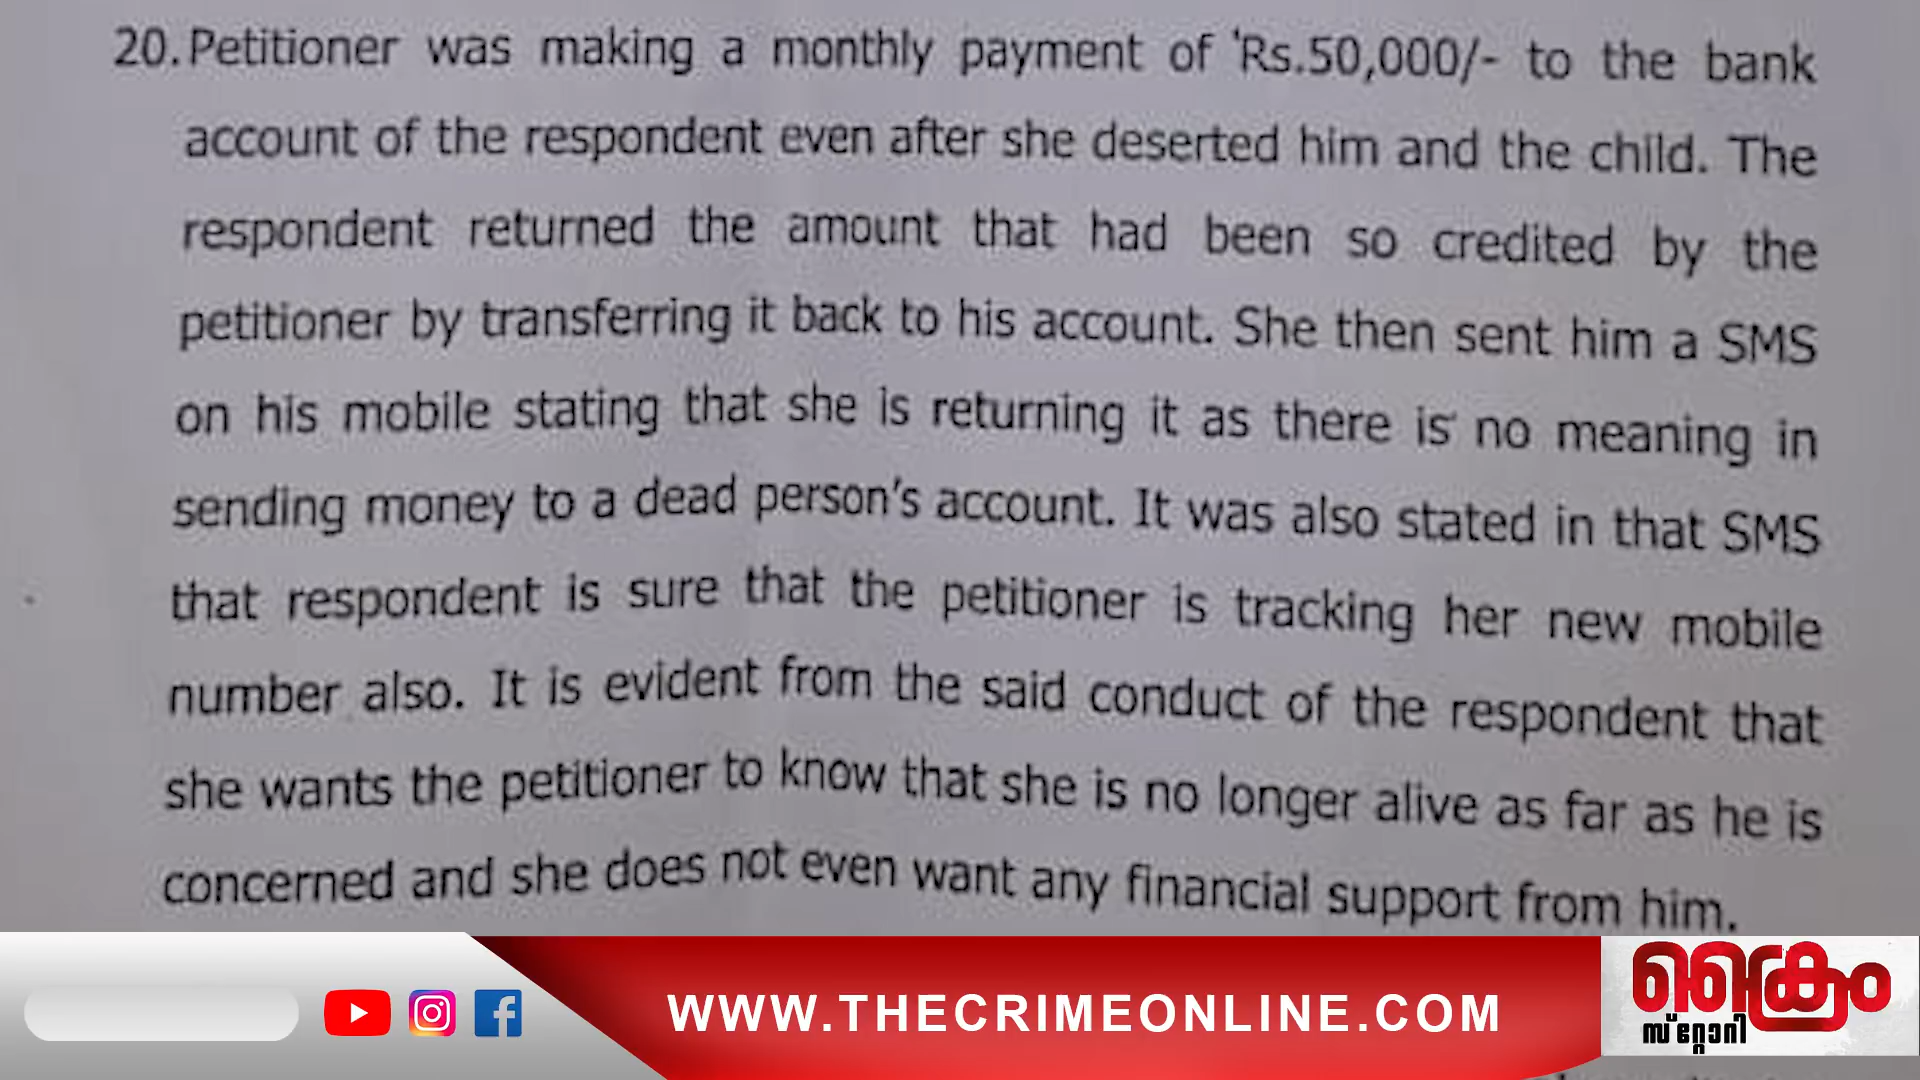 20. Petitioner was making a monthly payment of 'Rs.50,000/- to the bank
account of the respondent even after she deserted him and the child. The
respondent returned the amount that had been so credited by the
petitioner by transferring it back to his account. She then sent him a SMS
on his mobile stating that she is returning it as there is no meaning in
sending money to a dead person's account. It was also stated in that SMS
that respondent is sure that the petitioner is tracking her new mobile
number also. It is evident from the said conduct of the respondent that
she wants the petitioner to know that she is no longer alive as far as he is
concerned and she does not even want any financial support from him.
WWW.THECRIMEONLINE.COM
ക്രൈം
സ്റ്റോറി